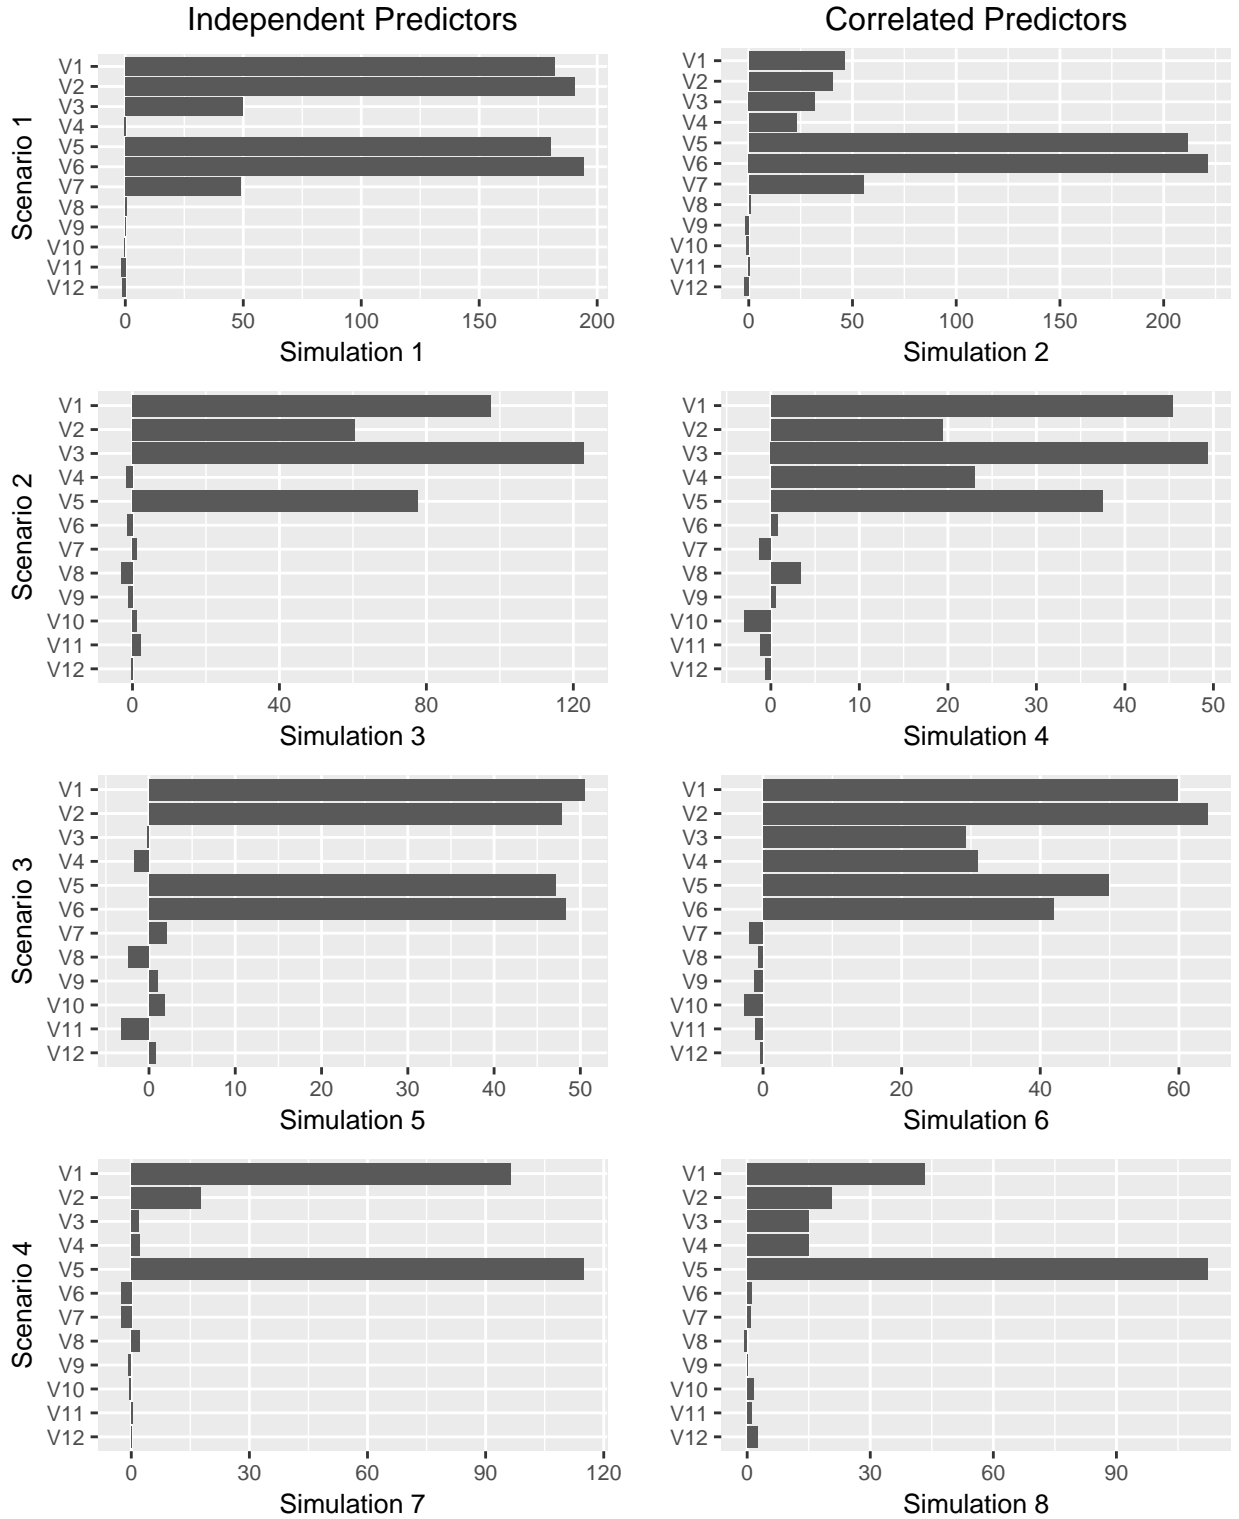 Independent Predictors
Correlated Predictors
Scenario 1
V1
V2
V3
V4
V5
V6
V7
V8
V9
V10
V11
V12
0 50 100 150 200
Simulation 1
V1
V2
V3
V4
V5
V6
V7
V8
V9
V10
V11
V12
0 50 100 150 200
Simulation 2
Scenario 2
V1
V2
V3
V4
V5
V6
V7
V8
V9
V10
V11
V12
0 40 80 120
Simulation 3
V1
V2
V3
V4
V5
V6
V7
V8
V9
V10
V11
V12
0 10 20 30 40 50
Simulation 4
Scenario 3
V1
V2
V3
V4
V5
V6
V7
V8
V9
V10
V11
V12
0 10 20 30 40 50
Simulation 5
V1
V2
V3
V4
V5
V6
V7
V8
V9
V10
V11
V12
0 20 40 60
Simulation 6
Scenario 4
V1
V2
V3
V4
V5
V6
V7
V8
V9
V10
V11
V12
0 30 60 90 120
Simulation 7
V1
V2
V3
V4
V5
V6
V7
V8
V9
V10
V11
V12
0 30 60 90
Simulation 8